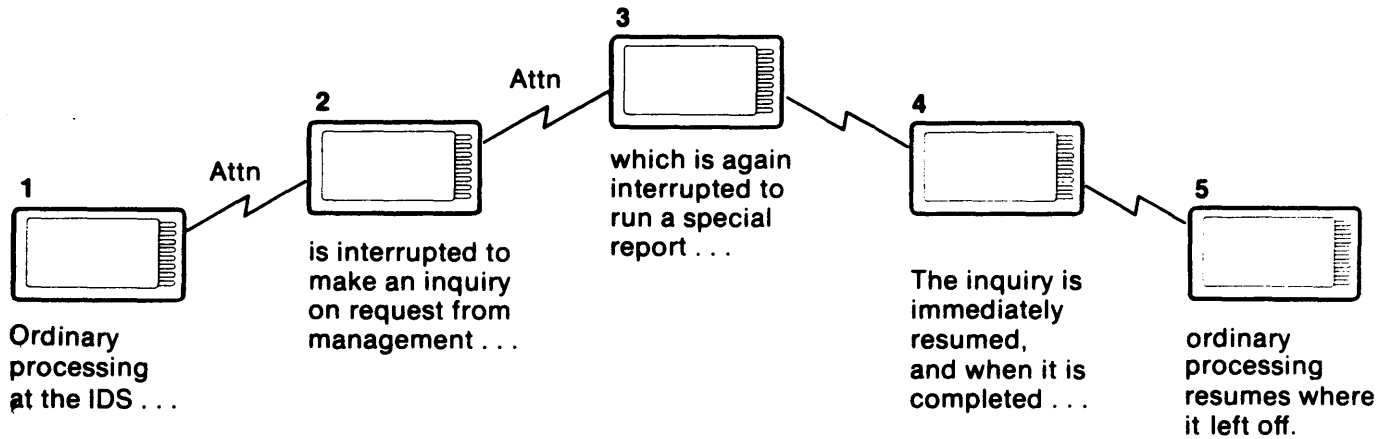 1
Ordinary
processing
at the IDS . . .
Attn
2
is interrupted to
make an inquiry
on request from
management . . .
Attn
3
which is again
interrupted to
run a special
report . . .
4
The inquiry is
immediately
resumed,
and when it is
completed . . .
5
ordinary
processing
resumes where
it left off.